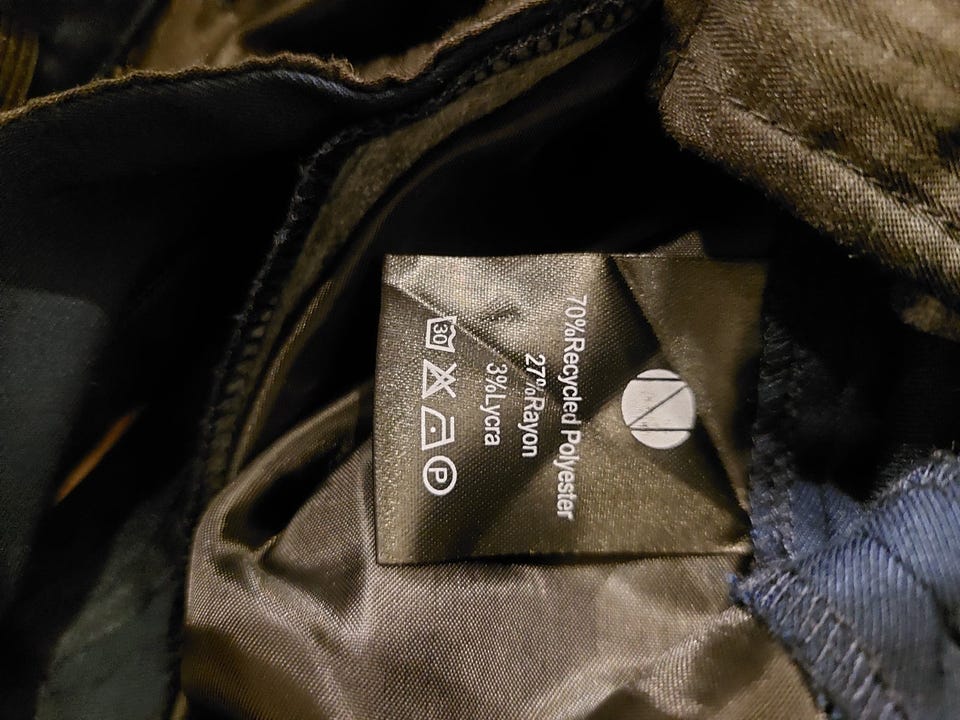 N
70%Recycled Polyester
27%Rayon
3%Lycra
30 P